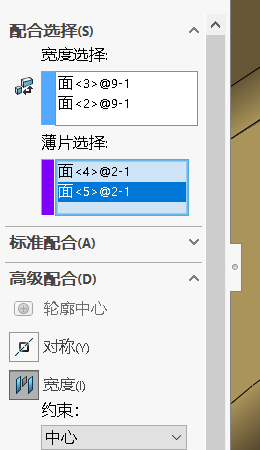 配合选择(S)
宽度选择:
面<3>@9-1
面<2>@9-1
薄片选择:
面<4>@2-1
面<5>@2-1
标准配合(A)
高级配合(D)
轮廓中心
对称(Y)
宽度(I)
约束:
中心